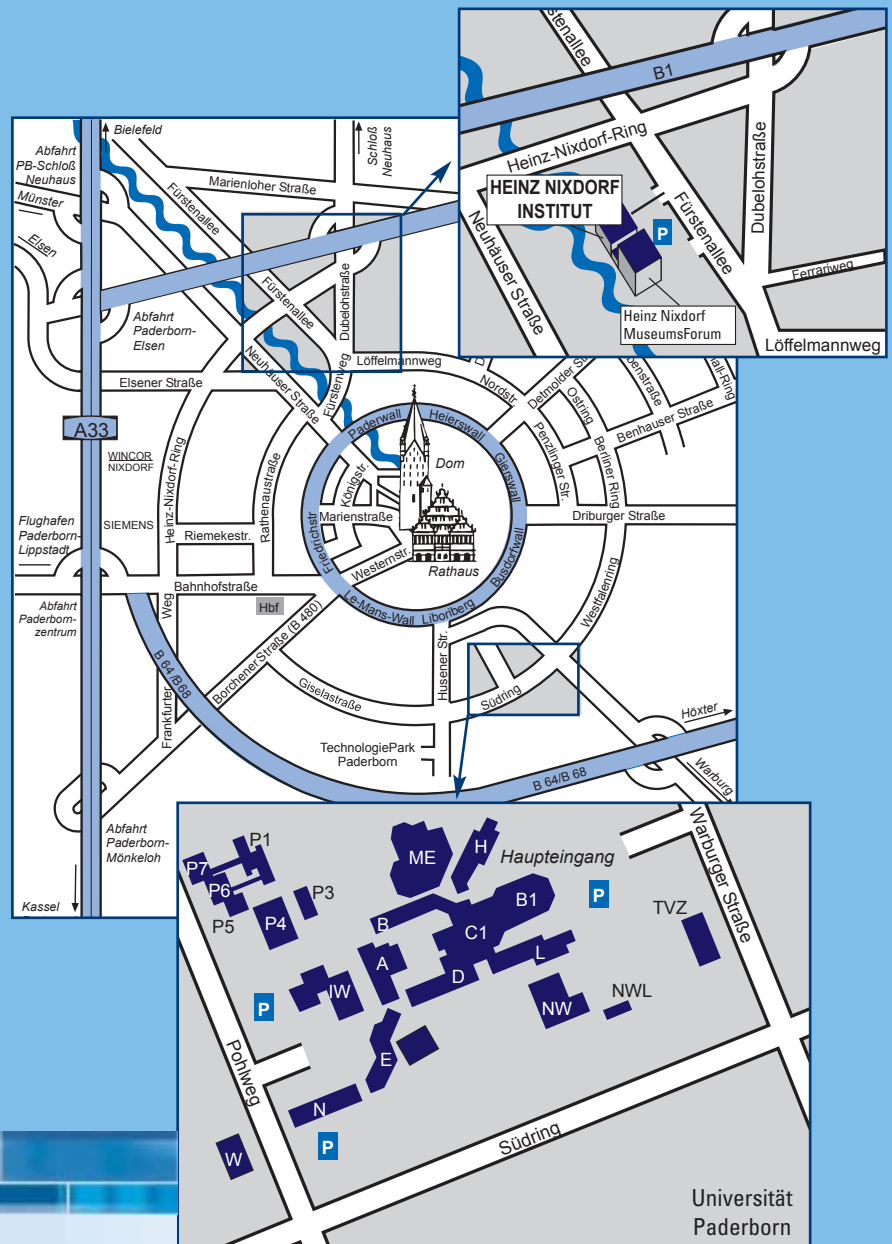 Fürstenallee
B1
Heinz-Nixdorf-Ring
HEINZ NIXDORF
INSTITUT
P
Fürstenallee
Dubelohstraße
Neuhäuser Straße
Ferrariweg
Heinz Nixdorf
MuseumsForum
Löffelmannweg
Bielefeld
Abfahrt
PB-Schloß
Neuhaus
Münster
Elsen
Schloß
Neuhaus
Marienloher Straße
Fürstenallee
Fürstenallee
Dubelohstraße
Abfahrt
Paderborn-
Elsen
Neuhäuser Straße
Fürstenweg
Löffelmannweg
Nordstr.
Detmolder
Ostring
Elsener Straße
Benhauser Straße
Penzlinger Str.
Berliner Ring
Paderwall
Heierswall
Gierswall
A33
WINCOR
NIXDORF
Heinz-Nixdorf-Ring
Rathenaustraße
Königstr.
Dom
Flughafen
Paderborn-
Lippstadt
SIEMENS
Riemekestr.
Friedrichstr
Marienstraße
Driburger Straße
Westernstr.
Rathaus
Busdorfwall
Bahnhofstraße
Hbf
Le-Mans-Wall
Liboriberg
Westfalenring
Abfahrt
Paderborn-
zentrum
Frankfurter
Weg
B 64/B68
Borchener Straße (B 480)
Giselastraße
Husener Str.
Südring
Höxter
TechnologiePark
Paderborn
B 64/B 68
Warburg
Abfahrt
Paderborn-
Mönkeloh
Kassel
P1
P7
P6
P3
P5
P4
ME
H
Haupteingang
B1
P
B
C1
A
L
D
TVZ
IW
NW
NWL
P
E
N
P
W
Pohlweg
Südring
Warburger Straße
Universität
Paderborn